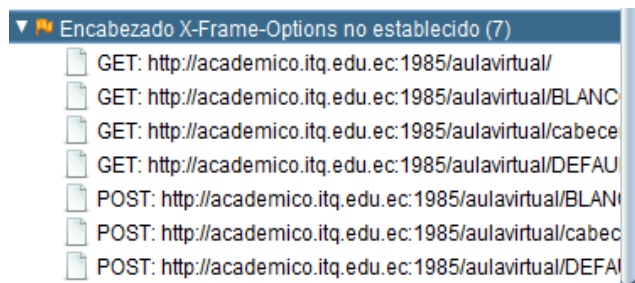 Encabezado X-Frame-Options no establecido (7)
GET: http://academico.itq.edu.ec:1985/aulavirtual/
GET: http://academico.itq.edu.ec:1985/aulavirtual/BLANC
GET: http://academico.itq.edu.ec:1985/aulavirtual/cabece
GET: http://academico.itq.edu.ec:1985/aulavirtual/DEFAU
POST: http://academico.itq.edu.ec:1985/aulavirtual/BLAN
POST: http://academico.itq.edu.ec:1985/aulavirtual/cabec
POST: http://academico.itq.edu.ec:1985/aulavirtual/DEFA